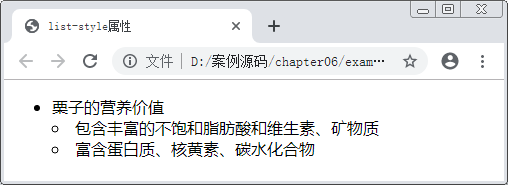 list-style属性
文件 | D:/案例源码/chapter06/exam...
栗子的营养价值
包含丰富的不饱和脂肪酸和维生素、矿物质
富含蛋白质、核黄素、碳水化合物